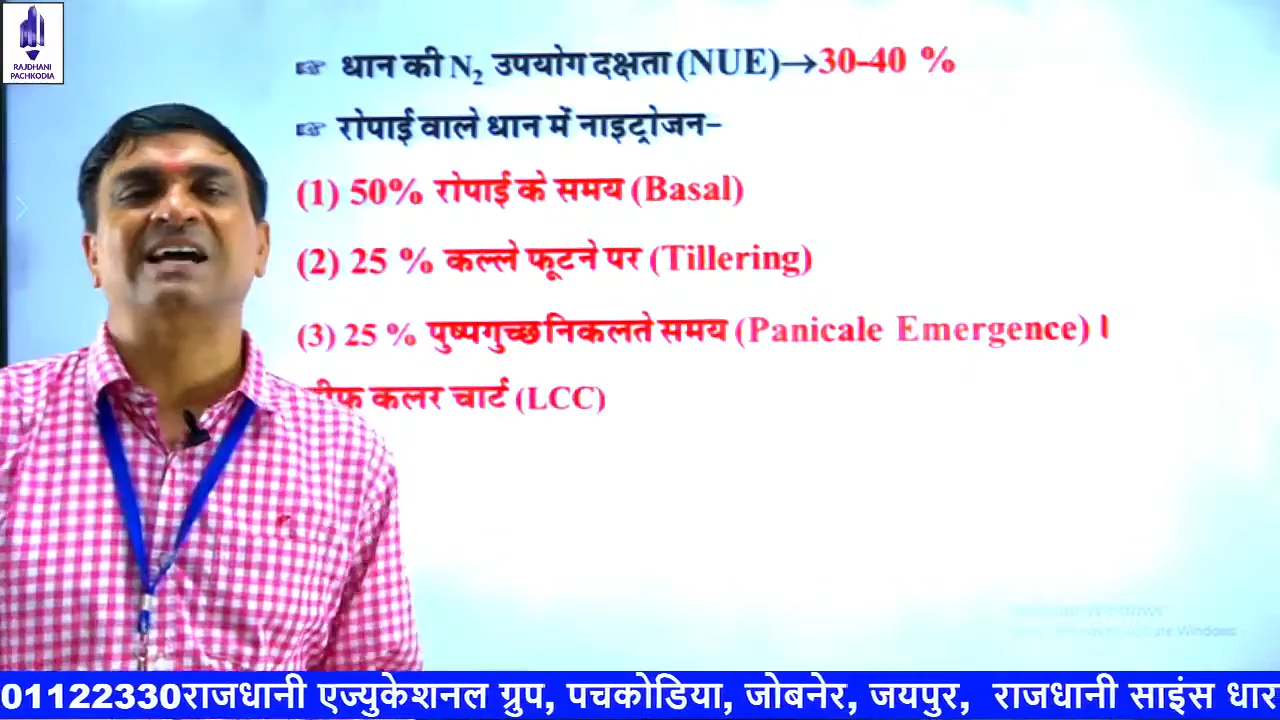 RAJDHANI
PACHKODIA
☞ धान की N₂ उपयोग दक्षता (NUE)→30-40 %
☞ रोपाई वाले धान में नाइट्रोजन-
(1) 50% रोपाई के समय (Basal)
(2) 25 % कल्ले फूटने पर (Tillering)
(3) 25 % पुष्पगुच्छ निकलते समय (Panicale Emergence) ।
कलर चार्ट (LCC)
01122330राजधानी एज्युकेशनल ग्रुप, पचकोडिया, जोबनेर, जयपुर, राजधानी साइंस धार